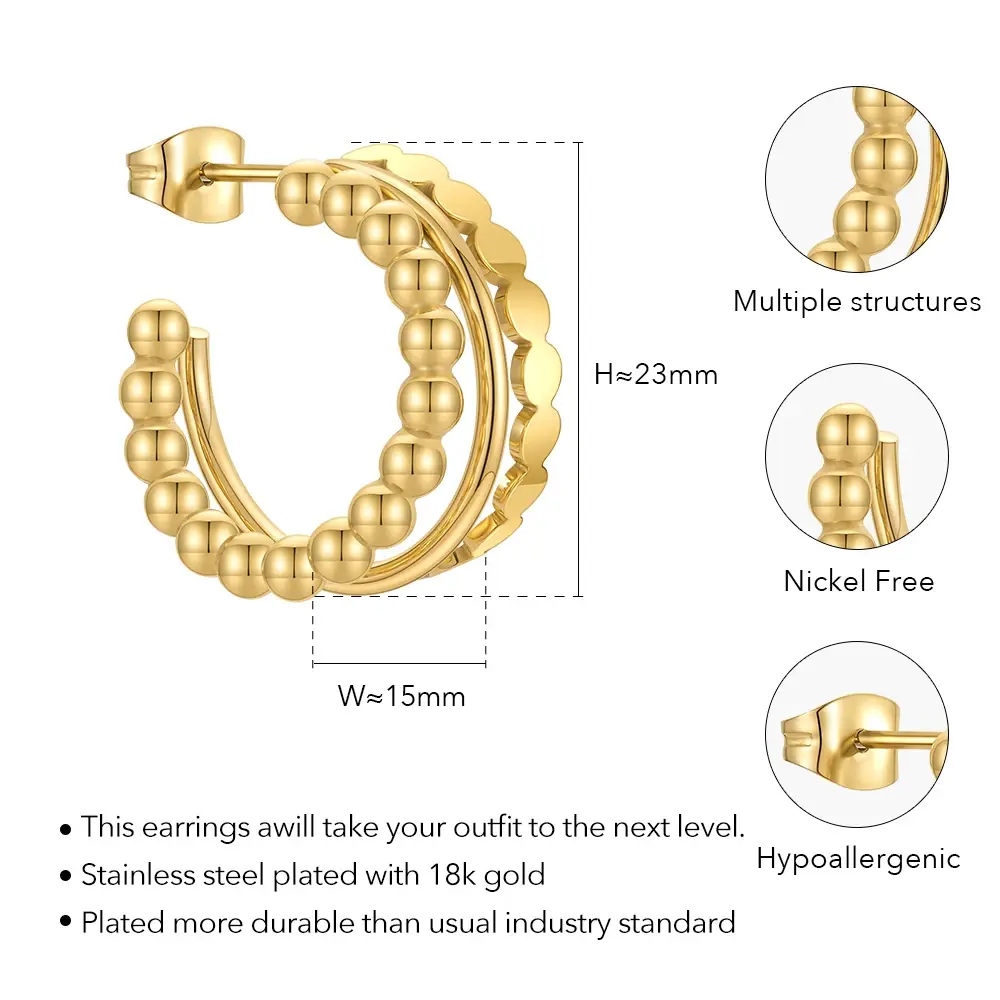 Multiple structures
H≈23mm
Nickel Free
W≈15mm
Hypoallergenic
• This earrings awill take your outfit to the next level.
• Stainless steel plated with 18k gold
• Plated more durable than usual industry standard